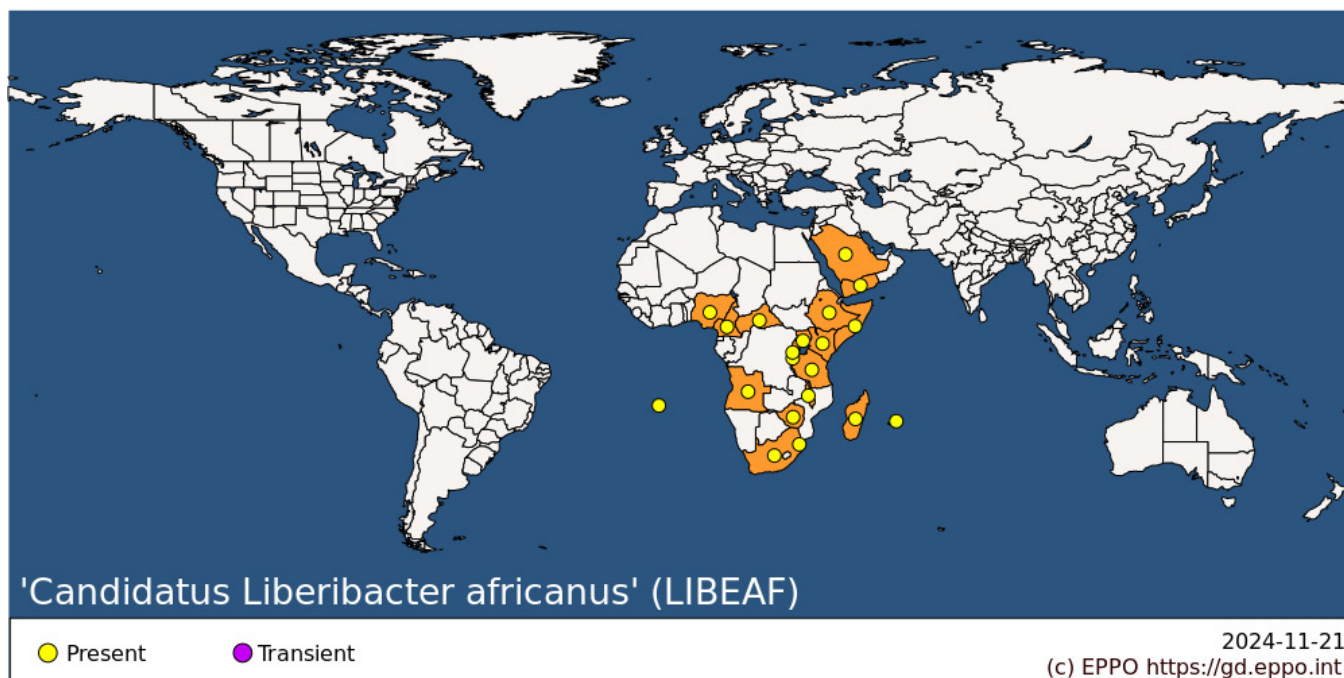 'Candidatus Liberibacter africanus' (LIBEAF)
Present
Transient
2024-11-21
(c) EPPO https://gd.eppo.int